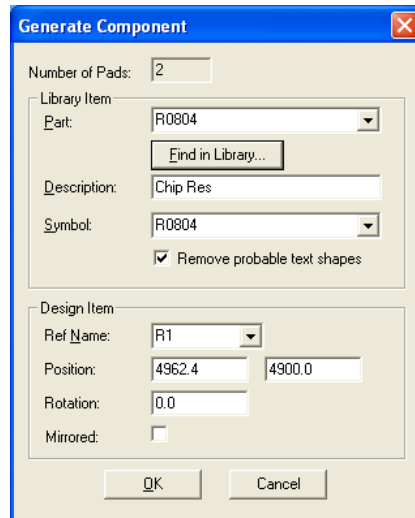 Generate Component
Number of Pads: 2
Library Item
Part: R0804
Find in Library...
Description: Chip Res
Symbol: R0804
Remove probable text shapes
Design Item
Ref Name: R1
Position: 4962.4 4900.0
Rotation: 0.0
Mirrored:
OK Cancel